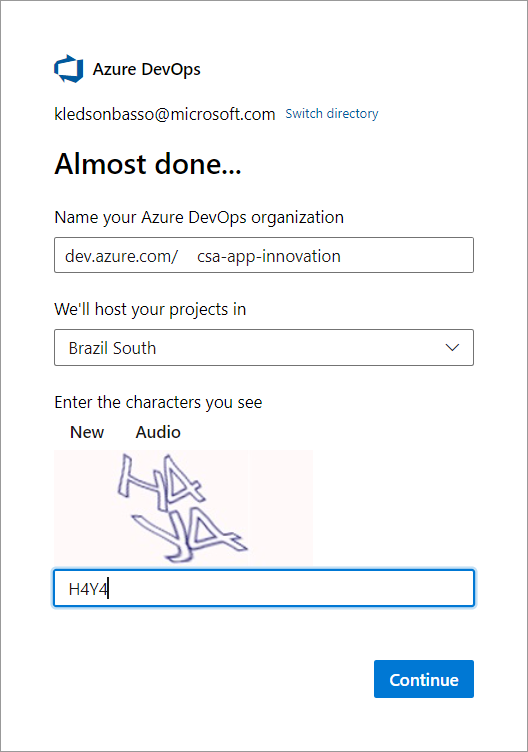 Azure DevOps
kledsonbasso@microsoft.com Switch directory
Almost done...
Name your Azure DevOps organization
dev.azure.com/ csa-app-innovation
We'll host your projects in
Brazil South
Enter the characters you see
New Audio
H4
Y4
H4Y4
Continue